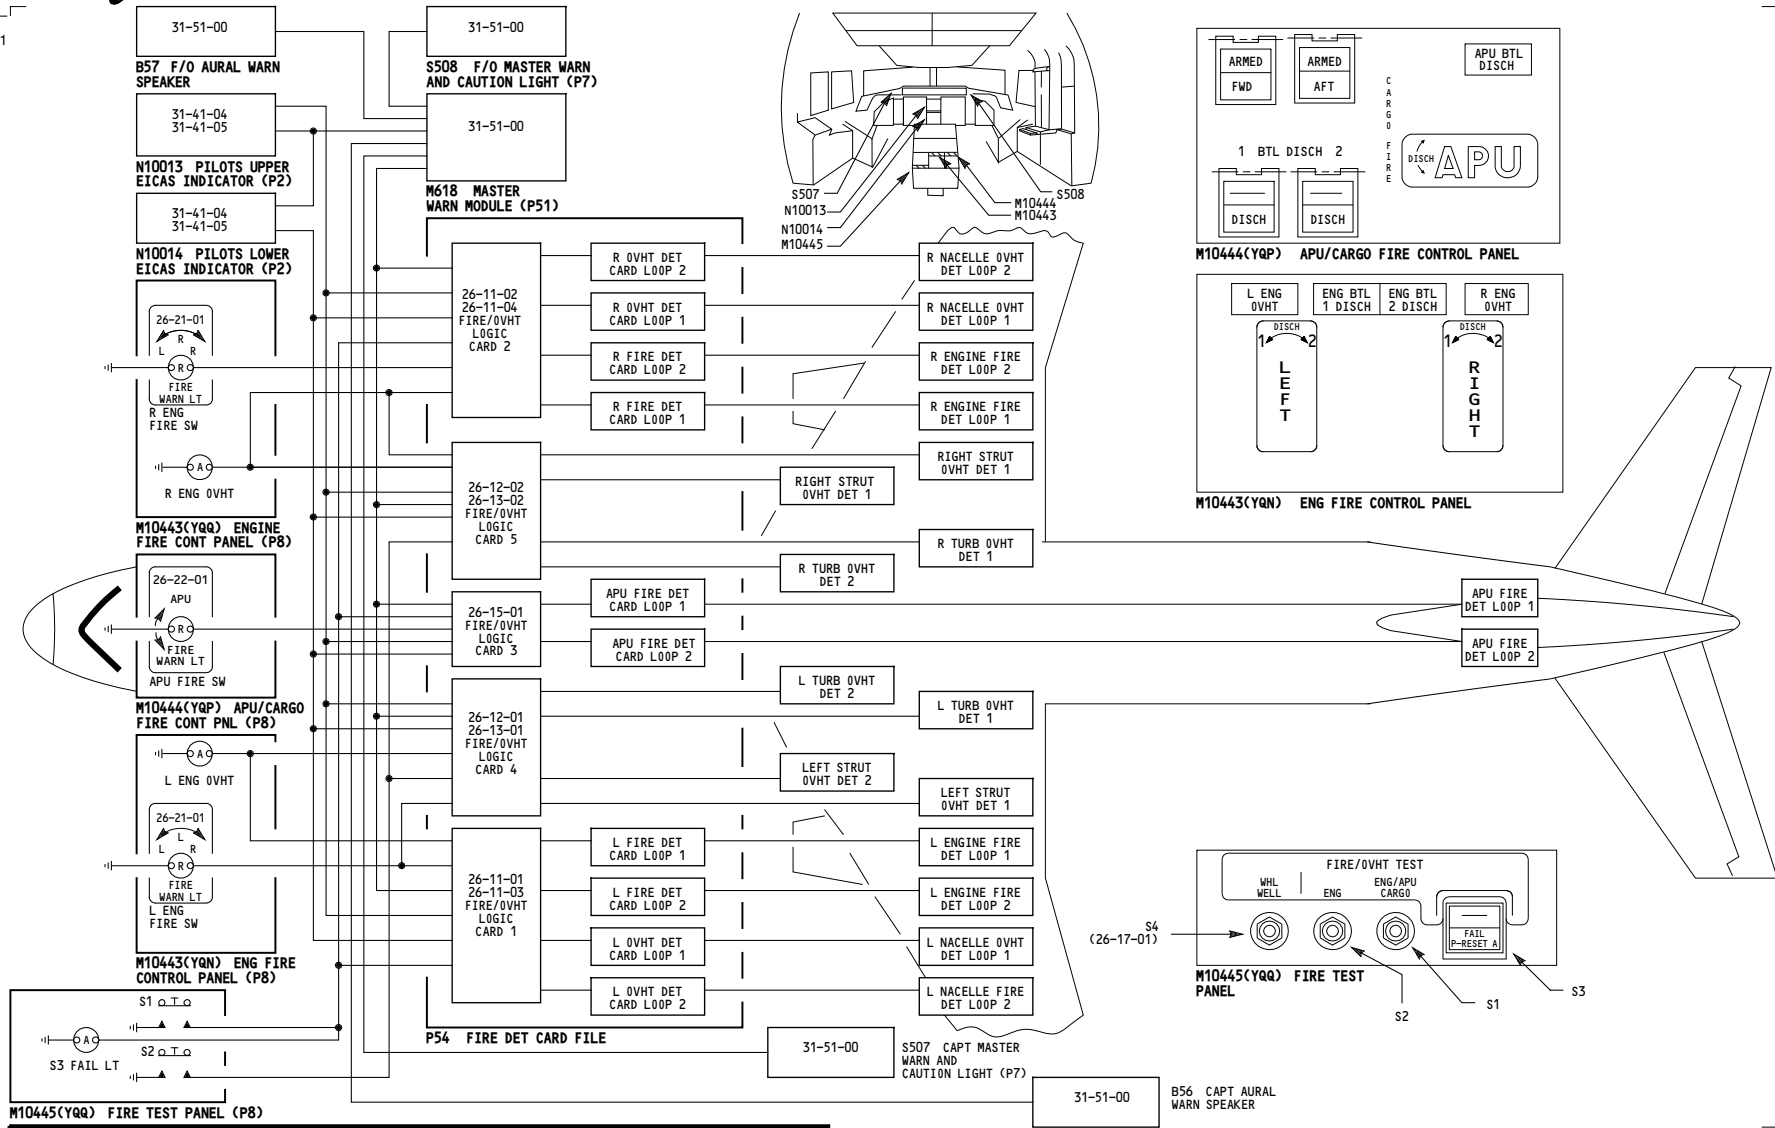 1
31-51-00
B57 F/O AURAL WARN
SPEAKER
31-51-00
S508 F/O MASTER WARN
AND CAUTION LIGHT (P7)
31-41-04
31-41-05
N10013 PILOTS UPPER
EICAS INDICATOR (P2)
31-51-00
M618 MASTER
WARN MODULE (P51)
31-41-04
31-41-05
N10014 PILOTS LOWER
EICAS INDICATOR (P2)
26-21-01
R
L R
R
FIRE
WARN LT
R ENG
FIRE SW
A
R ENG OVHT
M10443(YQQ) ENGINE
FIRE CONT PANEL (P8)
26-22-01
APU
R
FIRE
WARN LT
APU FIRE SW
M10444(YQP) APU/CARGO
FIRE CONT PNL (P8)
A
L ENG OVHT
26-21-01
L
L R
R
FIRE
WARN LT
L ENG
FIRE SW
M10443(YQN) ENG FIRE
CONTROL PANEL (P8)
S1 T
A
S2 T
S3 FAIL LT
M10445(YQQ) FIRE TEST PANEL (P8)
26-11-02
26-11-04
FIRE/OVHT
LOGIC
CARD 2
26-12-02
26-13-02
FIRE/OVHT
LOGIC
CARD 5
26-15-01
FIRE/OVHT
LOGIC
CARD 3
26-12-01
26-13-01
FIRE/OVHT
LOGIC
CARD 4
26-11-01
26-11-03
FIRE/OVHT
LOGIC
CARD 1
R OVHT DET
CARD LOOP 2
R OVHT DET
CARD LOOP 1
R FIRE DET
CARD LOOP 2
R FIRE DET
CARD LOOP 1
APU FIRE DET
CARD LOOP 1
APU FIRE DET
CARD LOOP 2
L FIRE DET
CARD LOOP 1
L FIRE DET
CARD LOOP 2
L OVHT DET
CARD LOOP 1
L OVHT DET
CARD LOOP 2
P54 FIRE DET CARD FILE
RIGHT STRUT
OVHT DET 1
R TURB OVHT
DET 2
L TURB OVHT
DET 2
LEFT STRUT
OVHT DET 2
R NACELLE OVHT
DET LOOP 2
R NACELLE OVHT
DET LOOP 1
R ENGINE FIRE
DET LOOP 2
R ENGINE FIRE
DET LOOP 1
RIGHT STRUT
OVHT DET 1
R TURB OVHT
DET 1
L TURB OVHT
DET 1
LEFT STRUT
OVHT DET 1
L ENGINE FIRE
DET LOOP 1
L ENGINE FIRE
DET LOOP 2
L NACELLE OVHT
DET LOOP 1
L NACELLE FIRE
DET LOOP 2
31-51-00
S507 CAPT MASTER
WARN AND
CAUTION LIGHT (P7)
31-51-00
B56 CAPT AURAL
WARN SPEAKER
S507
N10013
N10014
M10445
S508
M10444
M10443
ARMED
FWD
ARMED
AFT
CARGO FIRE
APU BTL
DISCH
1 BTL DISCH 2
DISCH
DISCH
DISCH APU
M10444(YQP) APU/CARGO FIRE CONTROL PANEL
L ENG
OVHT
ENG BTL
1 DISCH
ENG BTL
2 DISCH
R ENG
OVHT
DISCH
1 2
LEFT
DISCH
1 2
RIGHT
M10443(YQN) ENG FIRE CONTROL PANEL
APU FIRE
DET LOOP 1
APU FIRE
DET LOOP 2
FIRE/OVHT TEST
WHL
WELL
ENG
ENG/APU
CARGO
FAIL
P-RESET A
S4
(26-17-01)
M10445(YQQ) FIRE TEST
PANEL
S2
S1
S3